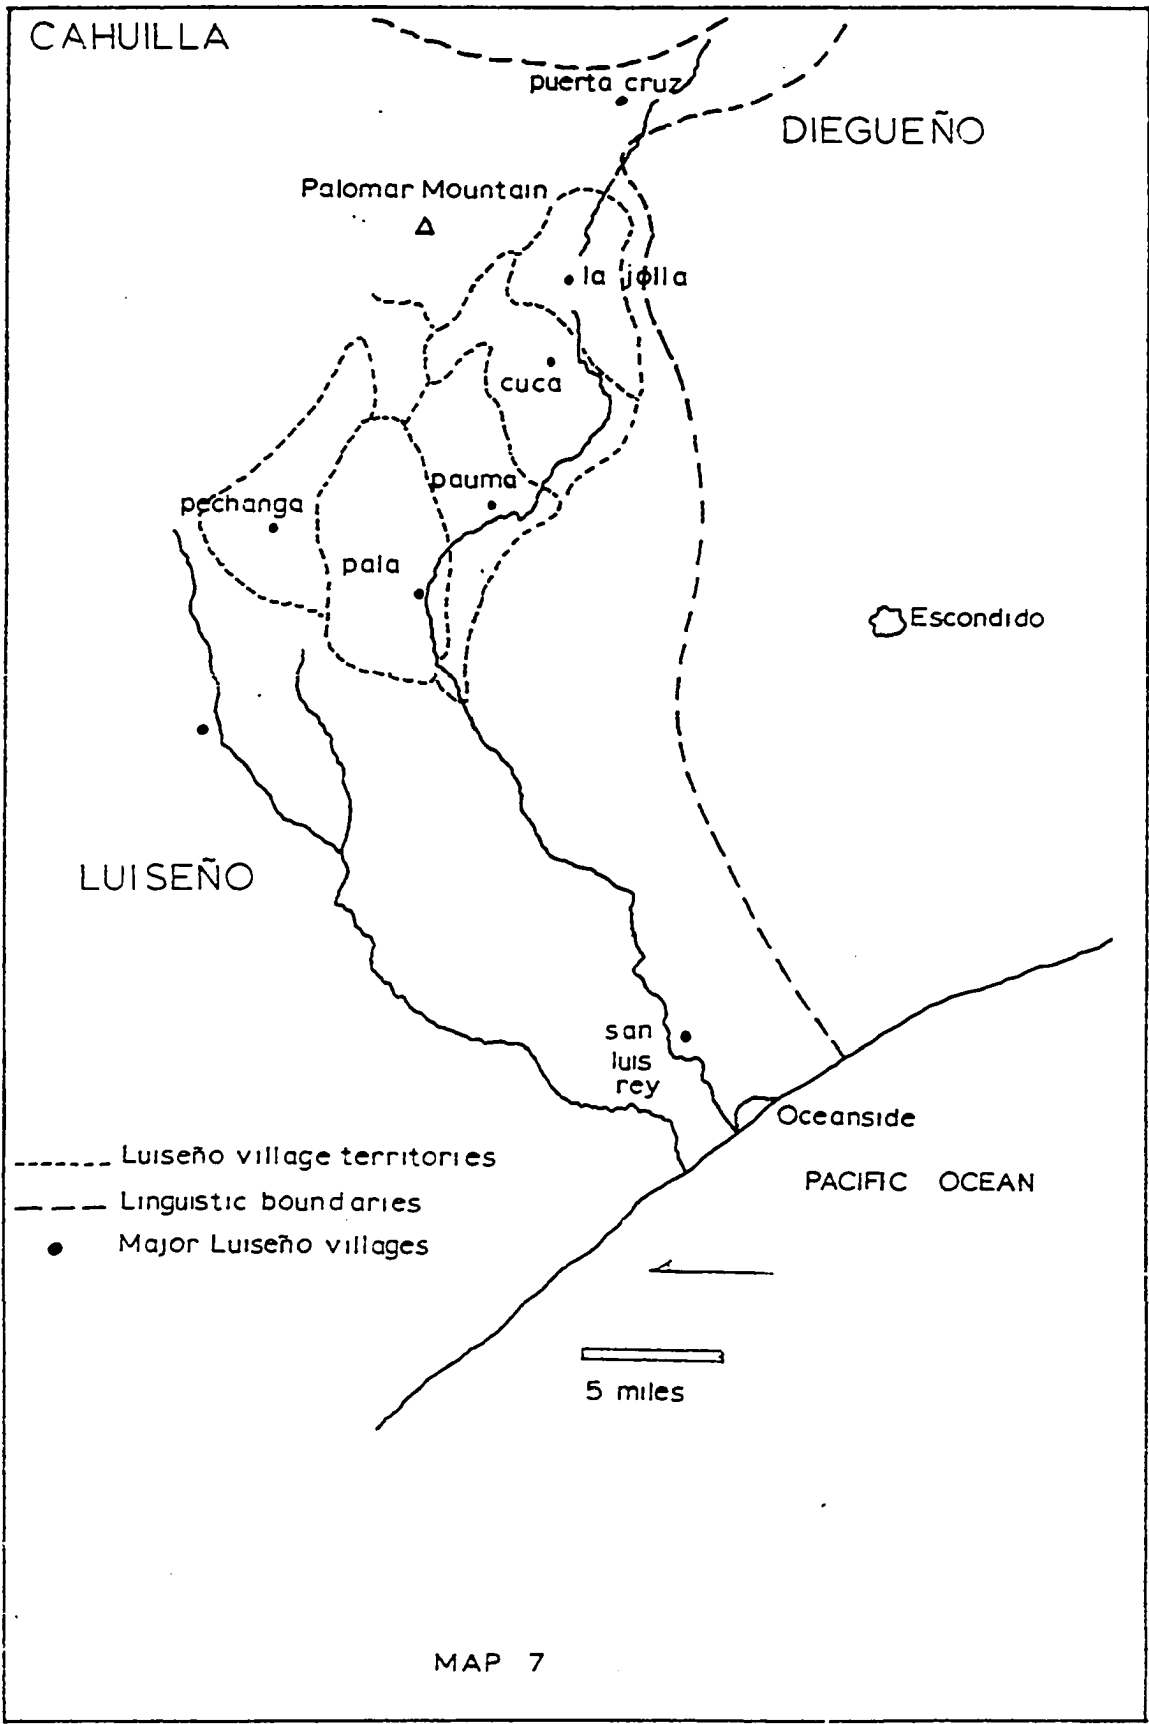 CAHUILLA
puerta cruz
DIEGUEÑO
Palomar Mountain
la jolla
cuca
pauma
pechanga
pala
Escondido
LUISEÑO
san
luis
rey
Oceanside
Luiseño village territories
PACIFIC OCEAN
Linguistic boundaries
Major Luiseño villages
5 miles
MAP 7